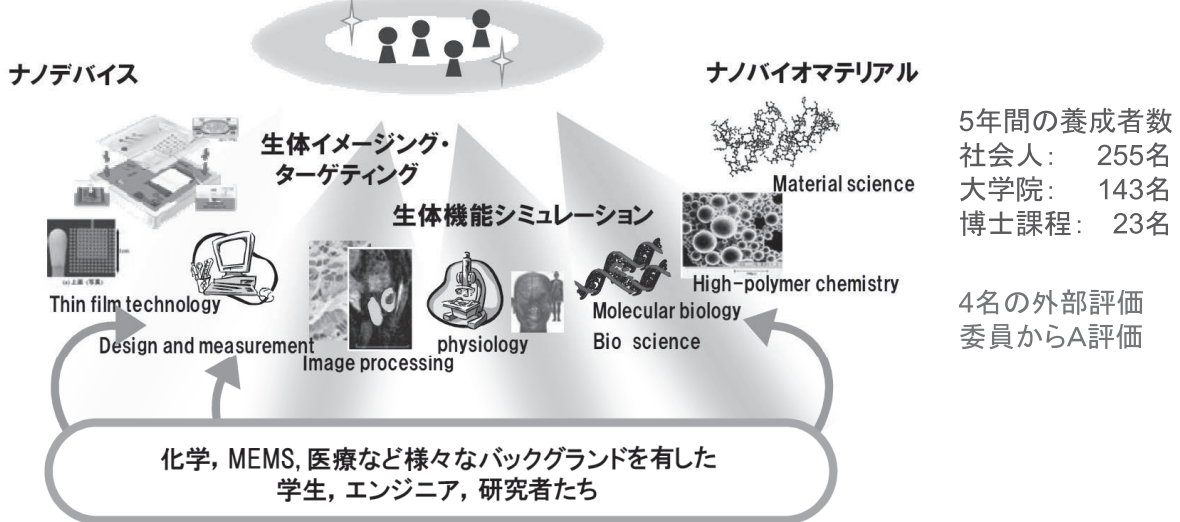 ナノデバイス
ナノバイオマテリアル
生体イメージング・
ターゲティング
生体機能シミュレーション
Material science
(a)上面(写真)
Thin film technology
Design and measurement
Image processing
physiology
Molecular biology
Bio science
High-polymer chemistry
化学, MEMS, 医療など様々なバックグランドを有した
学生, エンジニア, 研究者たち
5年間の養成者数
社会人： 255名
大学院： 143名
博士課程： 23名
4名の外部評価
委員からA評価